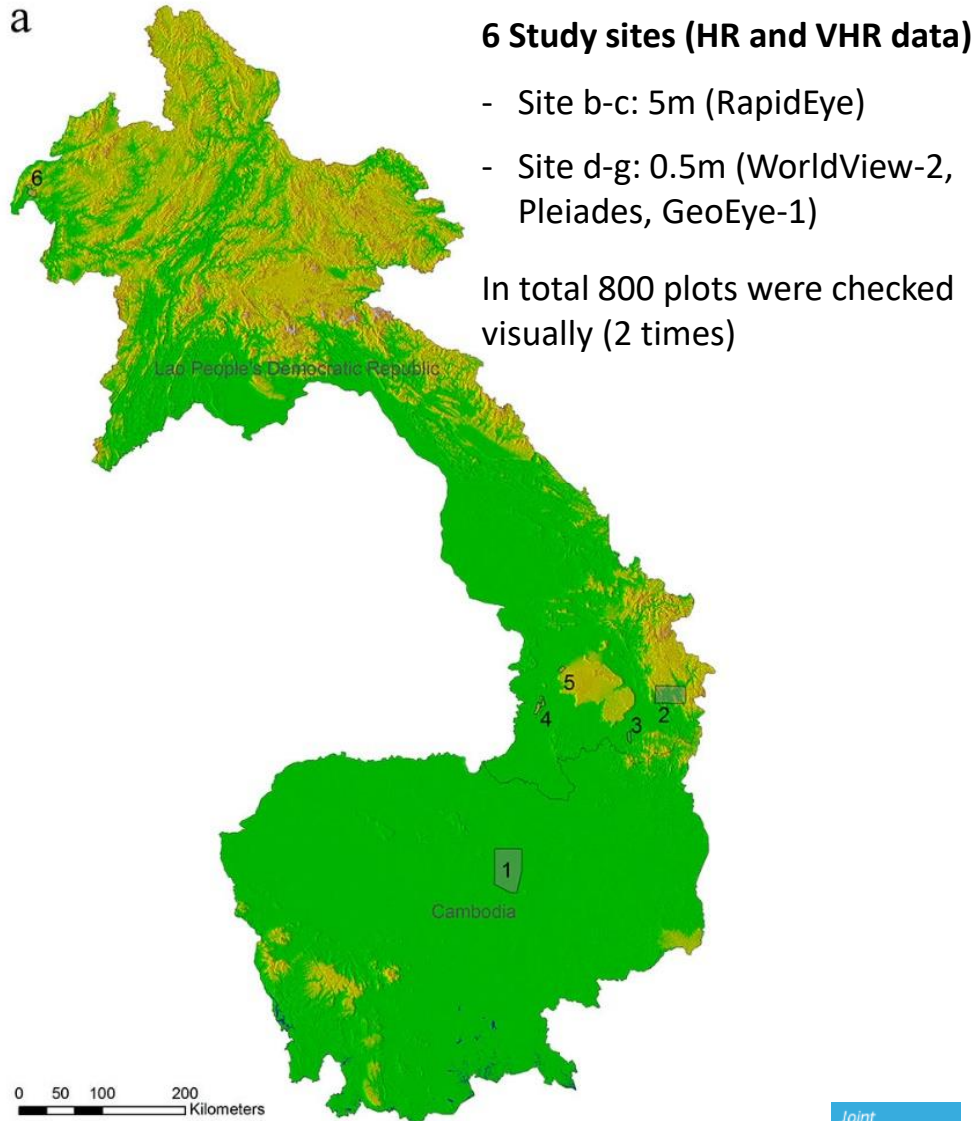 a
6 Study sites (HR and VHR data)
- Site b-c: 5m (RapidEye)
- Site d-g: 0.5m (WorldView-2,
Pleiades, GeoEye-1)
In total 800 plots were checked
visually (2 times)
6
Lao People's Democratic Republic
5
4
3
2
1
Cambodia
0 50 100 200
Kilometers
Joint